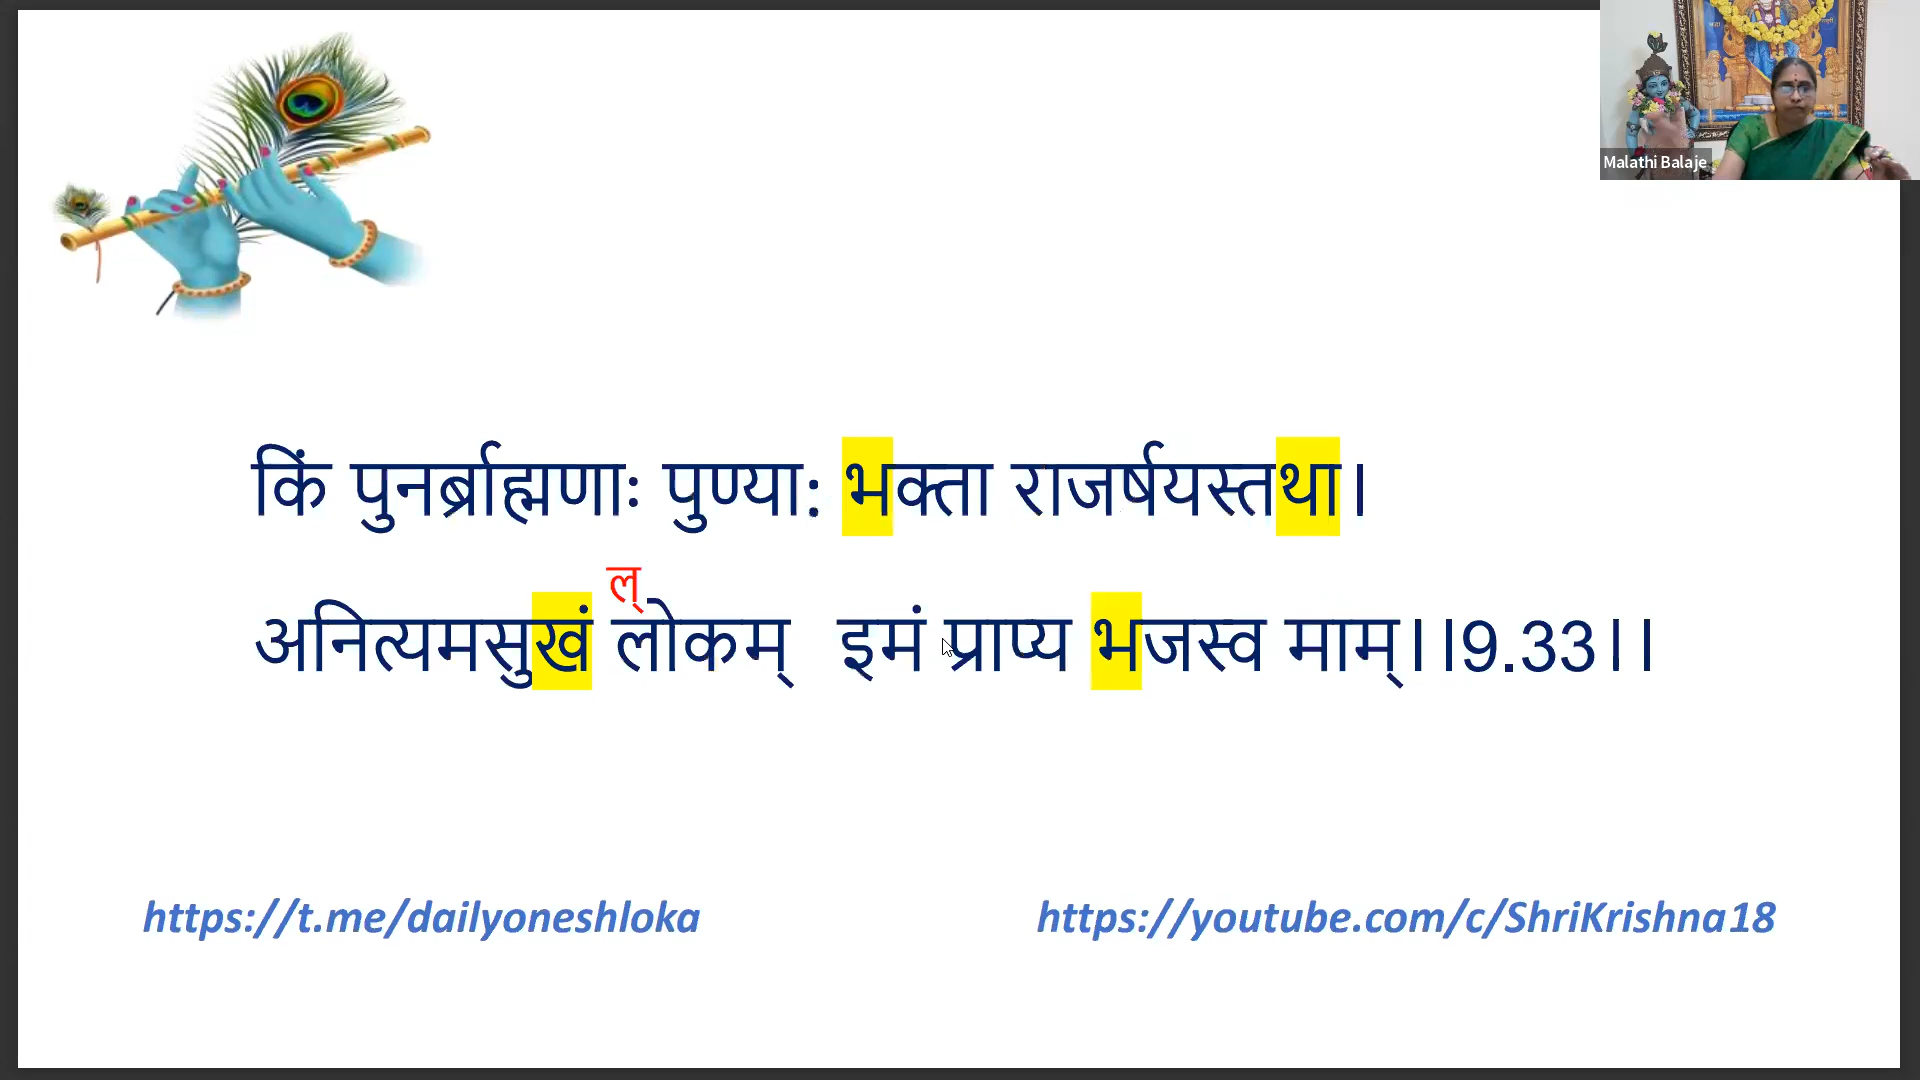 Malathi Balaje
किं पुनर्ब्राह्मणाः पुण्या: भक्ता राजर्षयस्तथा।
ल्
अनित्यमसुखं लोकम् इमं प्राप्य भजस्व माम्।।9.33।।
https://t.me/dailyoneshloka
https://youtube.com/c/ShriKrishna18